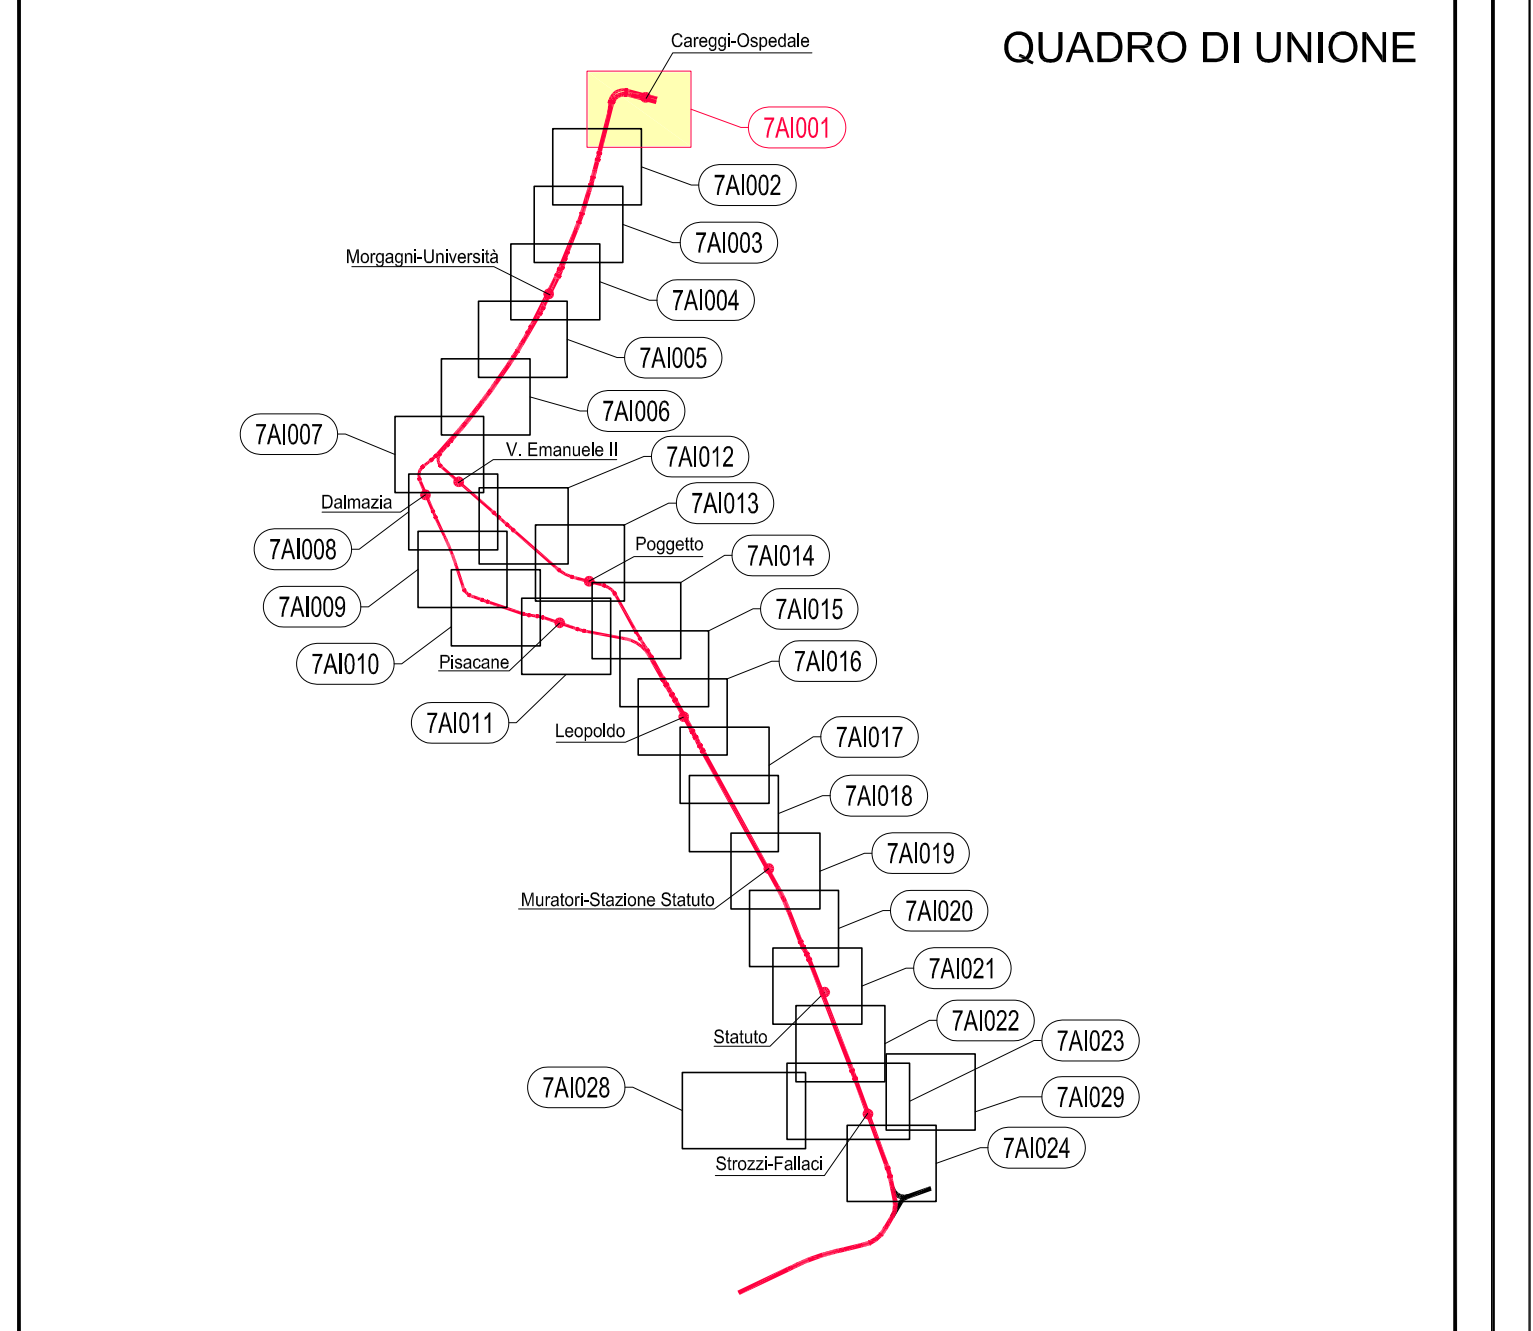 QUADRO DI UNIONE
Careggi-Ospedale
7AI001
7AI002
7AI003
Morgagni-Università
7AI004
7AI005
7AI006
7AI007
V. Emanuele II
7AI012
Dalmazia
7AI013
7AI008
Poggetto
7AI014
7AI009
7AI015
7AI010
Pisacane
7AI016
7AI011
Leopoldo
7AI017
7AI018
7AI019
Muratori-Stazione Statuto
7AI020
7AI021
7AI022
Statuto
7AI023
7AI028
7AI029
7AI024
Strozzi-Fallaci